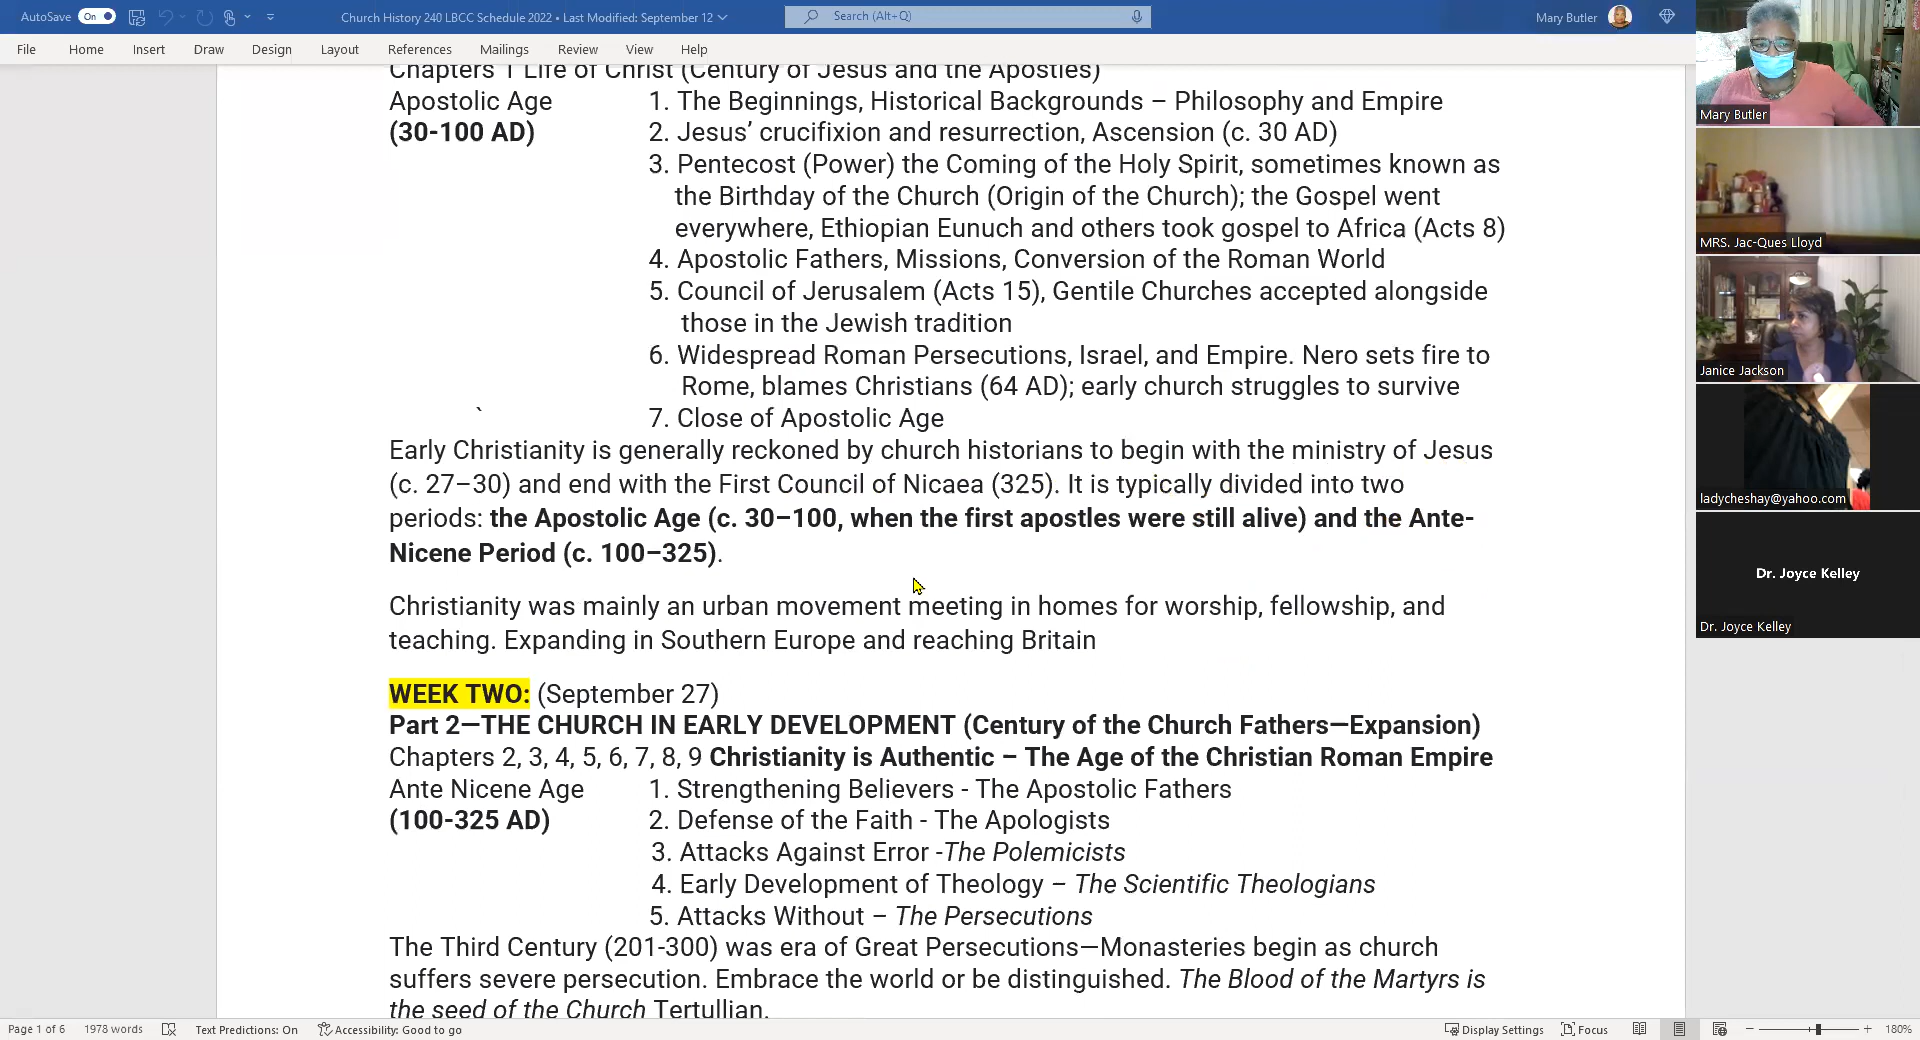 AutoSave On Church History 240 LBCC Schedule 2022 • Last Modified: September 12 Search (Alt+Q) Mary Butler
File Home Insert Draw Design Layout References Mailings Review View Help
Chapters 1 Life of Christ (Century of Jesus and the Apostles)
Apostolic Age 1. The Beginnings, Historical Backgrounds – Philosophy and Empire
(30-100 AD) 2. Jesus’ crucifixion and resurrection, Ascension (c. 30 AD)
3. Pentecost (Power) the Coming of the Holy Spirit, sometimes known as
the Birthday of the Church (Origin of the Church); the Gospel went
everywhere, Ethiopian Eunuch and others took gospel to Africa (Acts 8)
4. Apostolic Fathers, Missions, Conversion of the Roman World
5. Council of Jerusalem (Acts 15), Gentile Churches accepted alongside
those in the Jewish tradition
6. Widespread Roman Persecutions, Israel, and Empire. Nero sets fire to
Rome, blames Christians (64 AD); early church struggles to survive
` 7. Close of Apostolic Age
Early Christianity is generally reckoned by church historians to begin with the ministry of Jesus
(c. 27–30) and end with the First Council of Nicaea (325). It is typically divided into two
periods: the Apostolic Age (c. 30–100, when the first apostles were still alive) and the Ante-
Nicene Period (c. 100–325).
Christianity was mainly an urban movement meeting in homes for worship, fellowship, and
teaching. Expanding in Southern Europe and reaching Britain
WEEK TWO: (September 27)
Part 2—THE CHURCH IN EARLY DEVELOPMENT (Century of the Church Fathers—Expansion)
Chapters 2, 3, 4, 5, 6, 7, 8, 9 Christianity is Authentic – The Age of the Christian Roman Empire
Ante Nicene Age 1. Strengthening Believers - The Apostolic Fathers
(100-325 AD) 2. Defense of the Faith - The Apologists
3. Attacks Against Error -The Polemicists
4. Early Development of Theology – The Scientific Theologians
5. Attacks Without – The Persecutions
The Third Century (201-300) was era of Great Persecutions—Monasteries begin as church
suffers severe persecution. Embrace the world or be distinguished. The Blood of the Martyrs is
the seed of the Church Tertullian.
Page 1 of 6 1978 words Text Predictions: On Accessibility: Good to go Display Settings Focus 180%
Mary Butler
MRS. Jac-Ques Lloyd
Janice Jackson
ladycheshay@yahoo.com
Dr. Joyce Kelley
Dr. Joyce Kelley